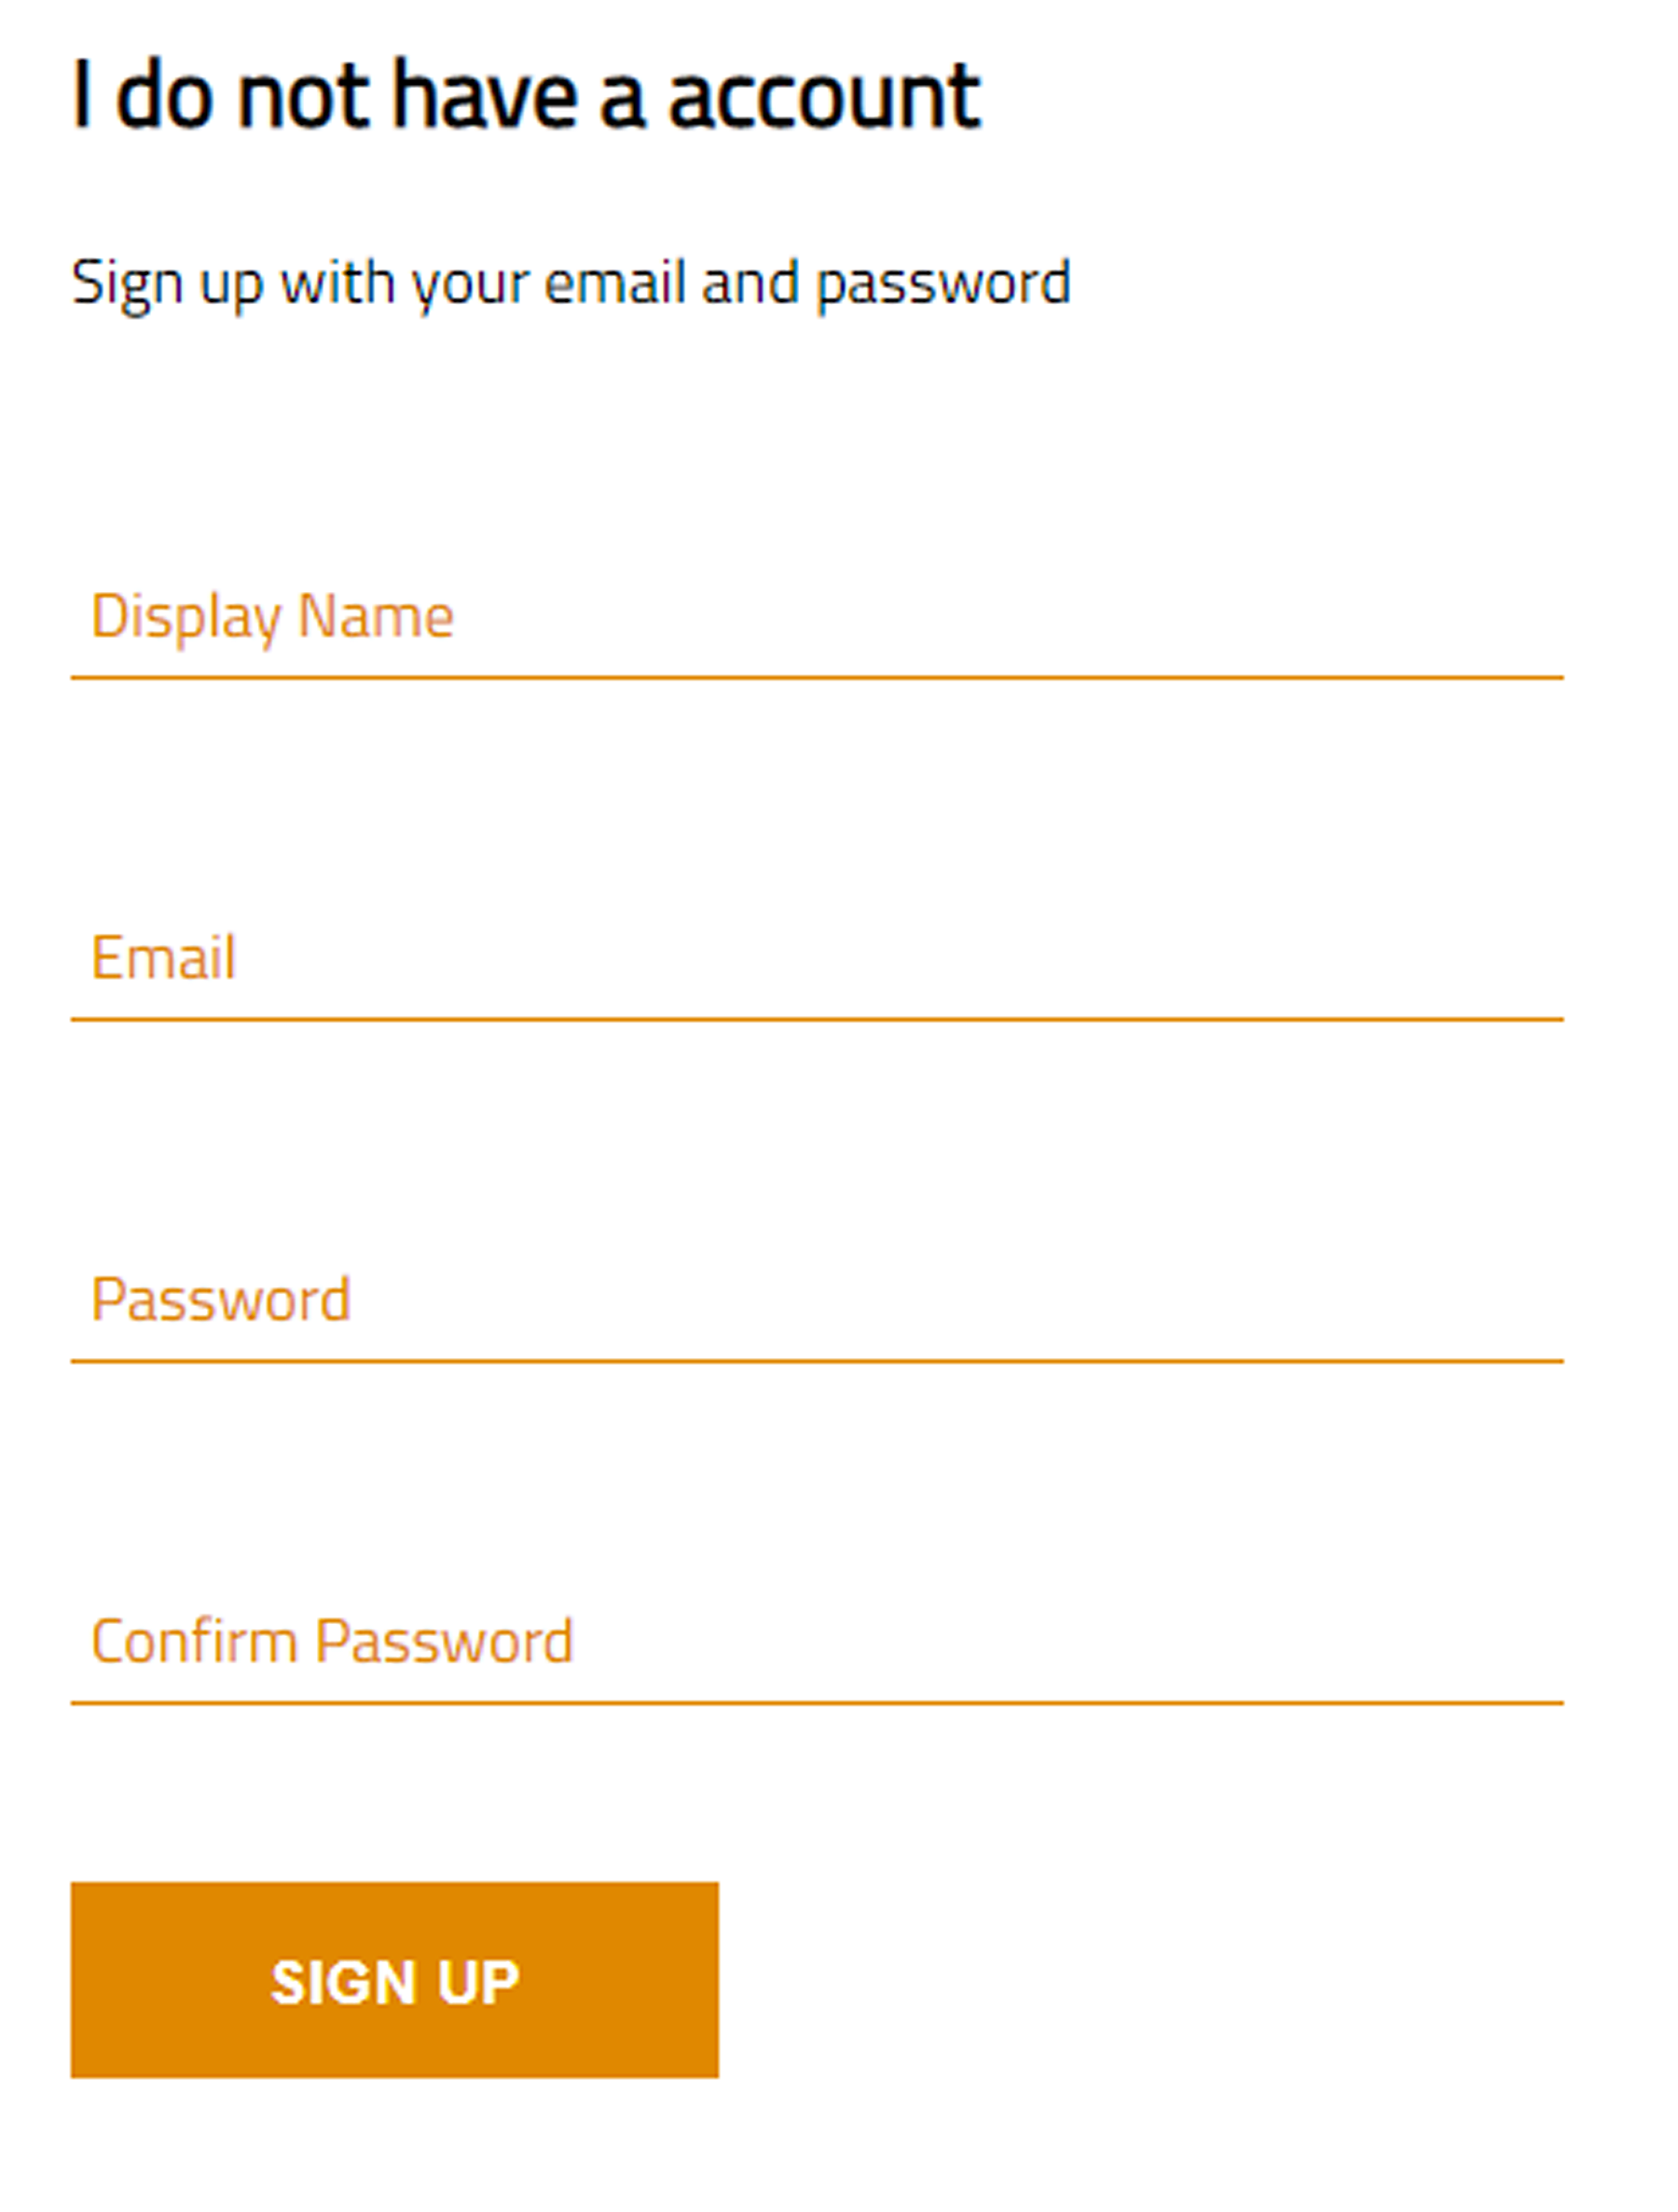 I do not have a account
Sign up with your email and password
Display Name
Email
Password
Confirm Password
SIGN UP